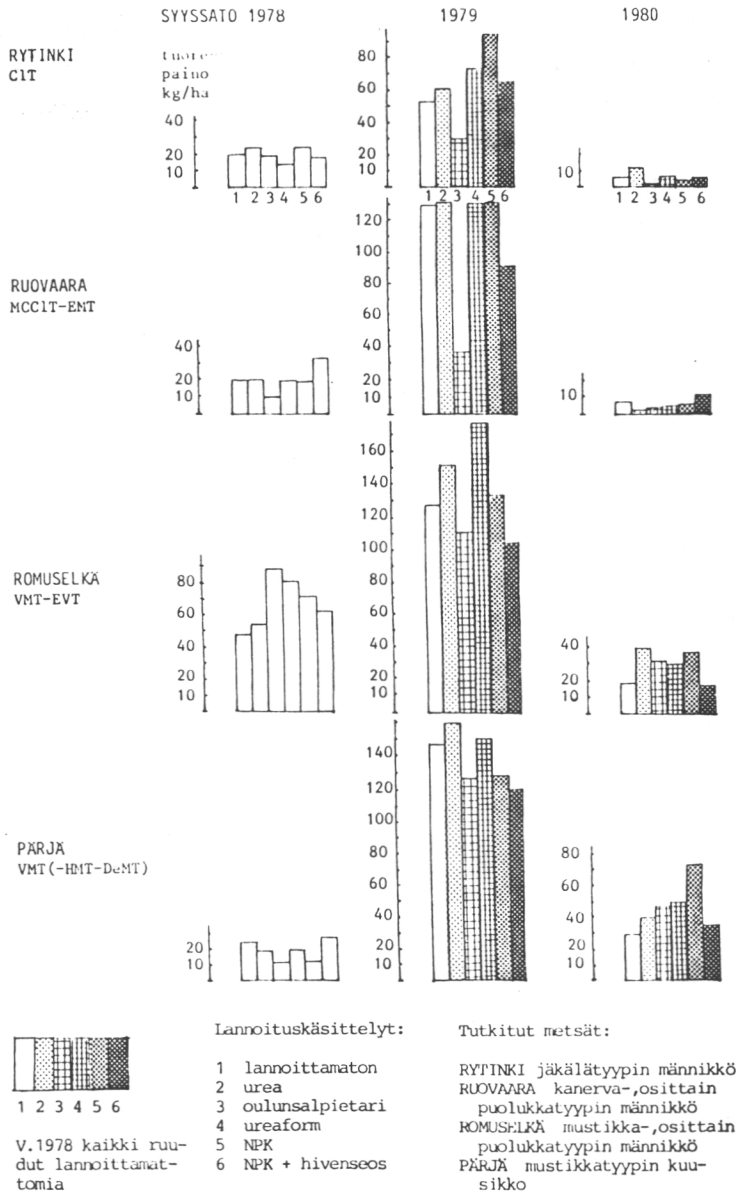 SYYSSATO 1978 1979 1980
RYTINKI
C1T
tuore-
paino
kg/ha
40
20
10
1 2 3 4 5 6
80
60
40
20
10
1 2 3 4 5 6
10
1 2 3 4 5 6
RUOVAARA
MCC1T-EMT
40
20
10
120
100
80
60
40
20
10
10
ROMUSELKÄ
VMT-EVT
80
60
40
20
10
160
140
120
100
80
60
40
20
10
40
20
10
PÄRJÄ
VMT(-HMT-DeMT)
20
10
140
120
100
80
60
40
20
10
80
60
40
20
10
1 2 3 4 5 6
V.1978 kaikki ruu-
dut lannoittamat-
tomia
Lannoituskäsittelyt:
1 lannoittamaton
2 urea
3 oulunsalpietari
4 ureaform
5 NPK
6 NPK + hivenseos
Tutkitut metsät:
RYTINKI jäkälätyypin männikkö
RUOVAARA kanerva-,osittain
puolukkatyypin männikkö
ROMUSELKÄ mustikka-,osittain
puolukkatyypin männikkö
PÄRJÄ mustikkatyypin kuu-
sikko